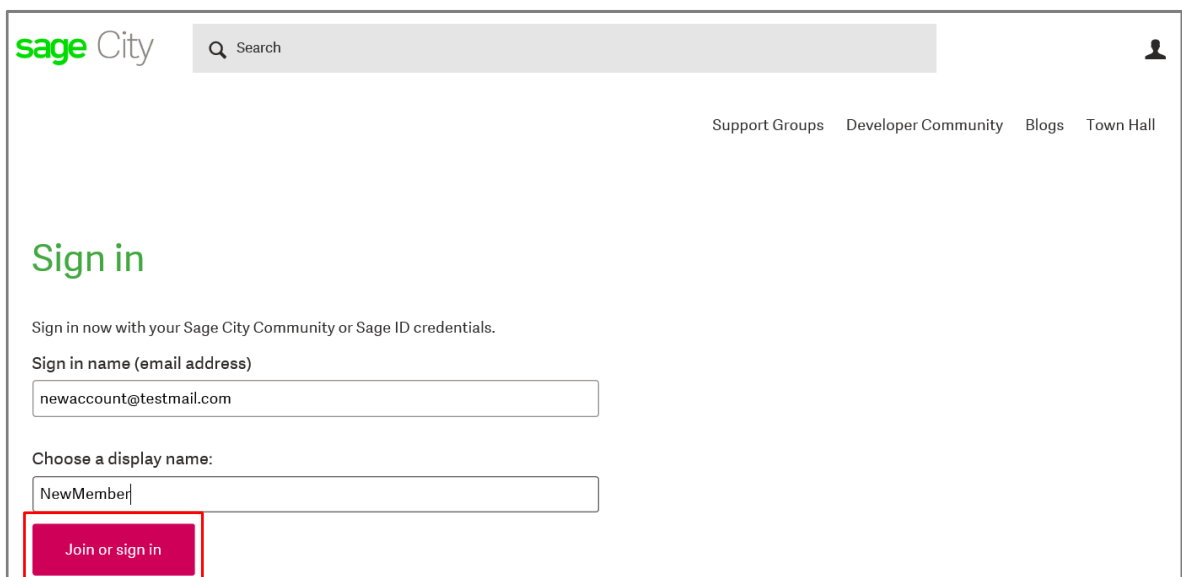 sage City
Search
Support Groups Developer Community Blogs Town Hall
Sign in
Sign in now with your Sage City Community or Sage ID credentials.
Sign in name (email address)
newaccount@testmail.com
Choose a display name:
NewMember
Join or sign in